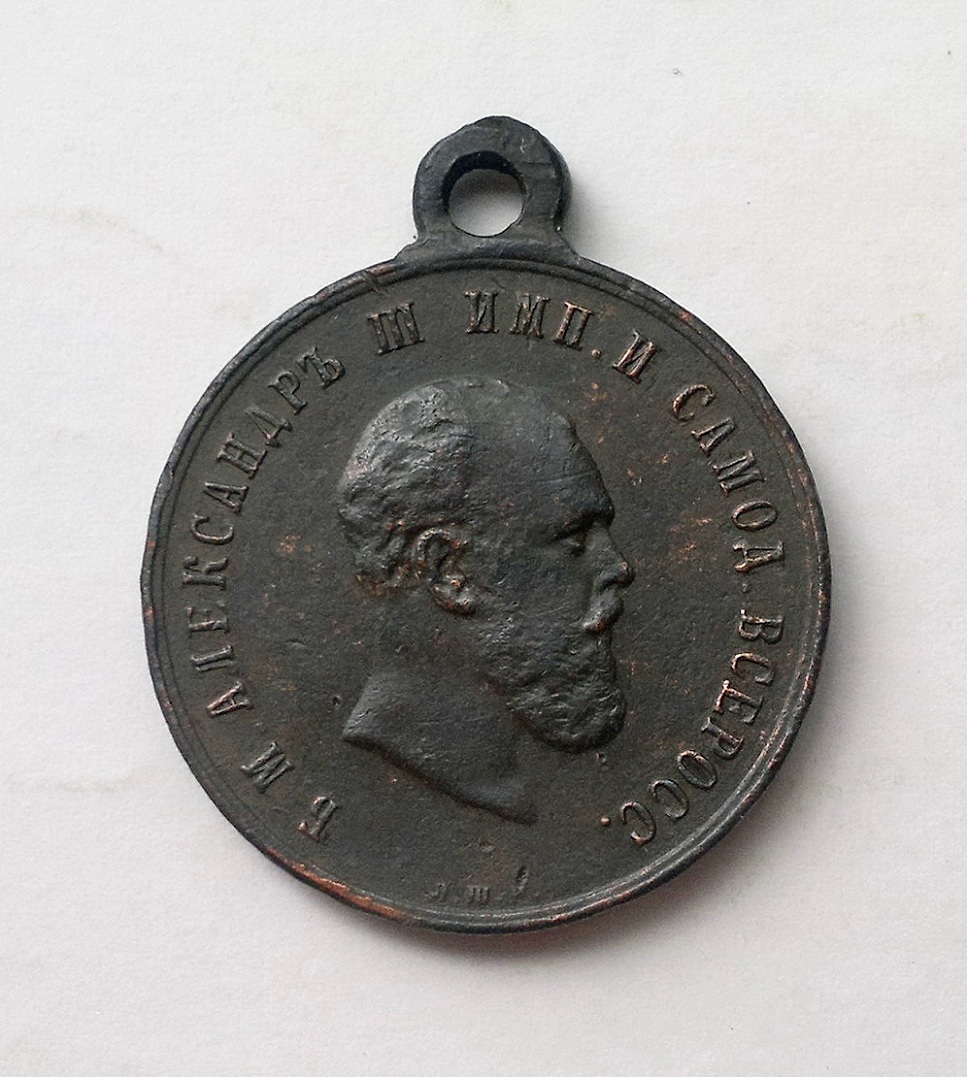 Б М АЛЕКСАНДРЪ III ИМП. И САМОД. ВСЕРОСС.